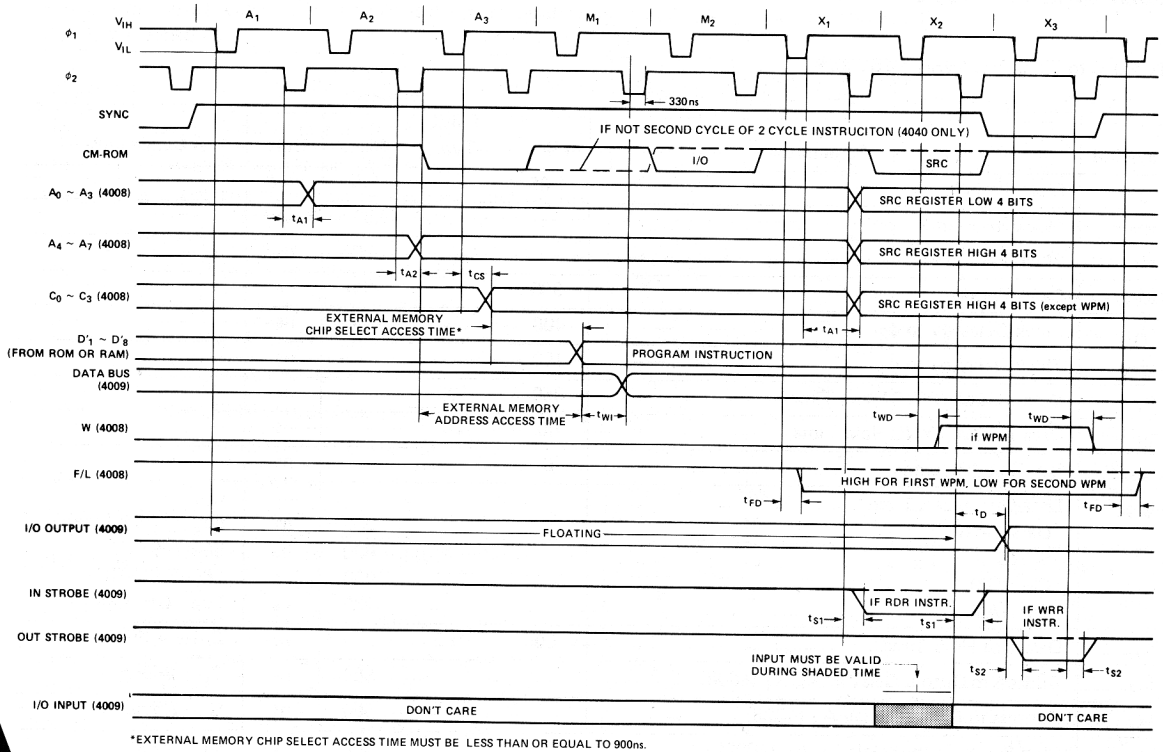 A1 A2 A3 M1 M2 X1 X2 X3
VIH
φ1
VIL
φ2
330ns
SYNC
IF NOT SECOND CYCLE OF 2 CYCLE INSTRUCITON (4040 ONLY)
CM-ROM
I/O
SRC
A0 ~ A3 (4008)
SRC REGISTER LOW 4 BITS
tA1
A4 ~ A7 (4008)
SRC REGISTER HIGH 4 BITS
tA2
tCS
C0 ~ C3 (4008)
SRC REGISTER HIGH 4 BITS (except WPM)
EXTERNAL MEMORY
CHIP SELECT ACCESS TIME*
tA1
D'1 ~ D'8
(FROM ROM OR RAM)
PROGRAM INSTRUCTION
DATA BUS
(4009)
EXTERNAL MEMORY
ADDRESS ACCESS TIME
tWI
tWD
tWD
W (4008)
if WPM
F/L (4008)
HIGH FOR FIRST WPM, LOW FOR SECOND WPM
tFD
tFD
tD
I/O OUTPUT (4009)
FLOATING
IN STROBE (4009)
IF RDR INSTR.
IF WRR
INSTR.
tS1
tS1
OUT STROBE (4009)
INPUT MUST BE VALID
DURING SHADED TIME
tS2
tS2
I/O INPUT (4009)
DON'T CARE
DON'T CARE
*EXTERNAL MEMORY CHIP SELECT ACCESS TIME MUST BE LESS THAN OR EQUAL TO 900ns.